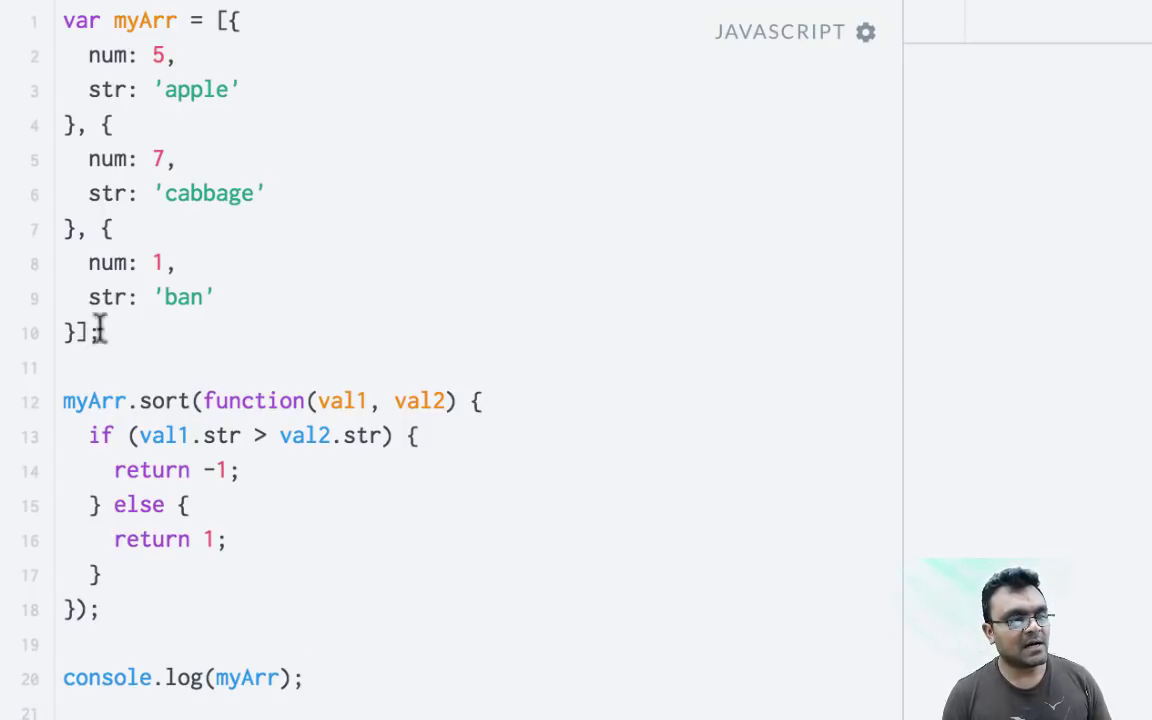 JAVASCRIPT
1 var myArr = [{
2 num: 5,
3 str: 'apple'
4 }, {
5 num: 7,
6 str: 'cabbage'
7 }, {
8 num: 1,
9 str: 'ban'
10 }];
11
12 myArr.sort(function(val1, val2) {
13 if (val1.str > val2.str) {
14 return -1;
15 } else {
16 return 1;
17 }
18 });
19
20 console.log(myArr);
21